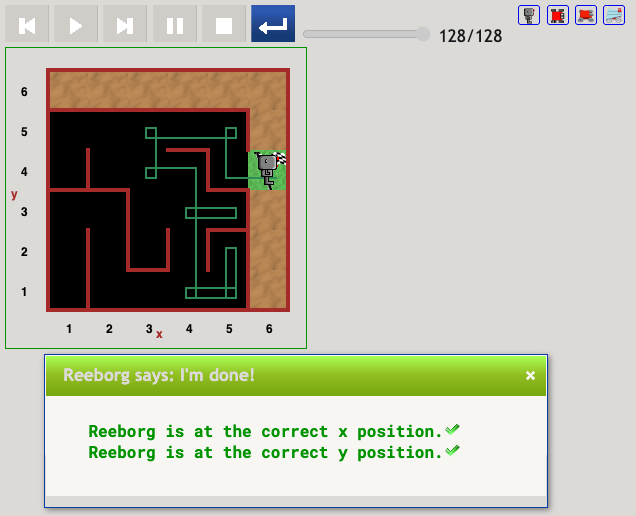 128/128
6
5
4
y
3
2
1
1 2 3 x 4 5 6
Reeborg says: I'm done!
×
Reeborg is at the correct x position.
Reeborg is at the correct y position.